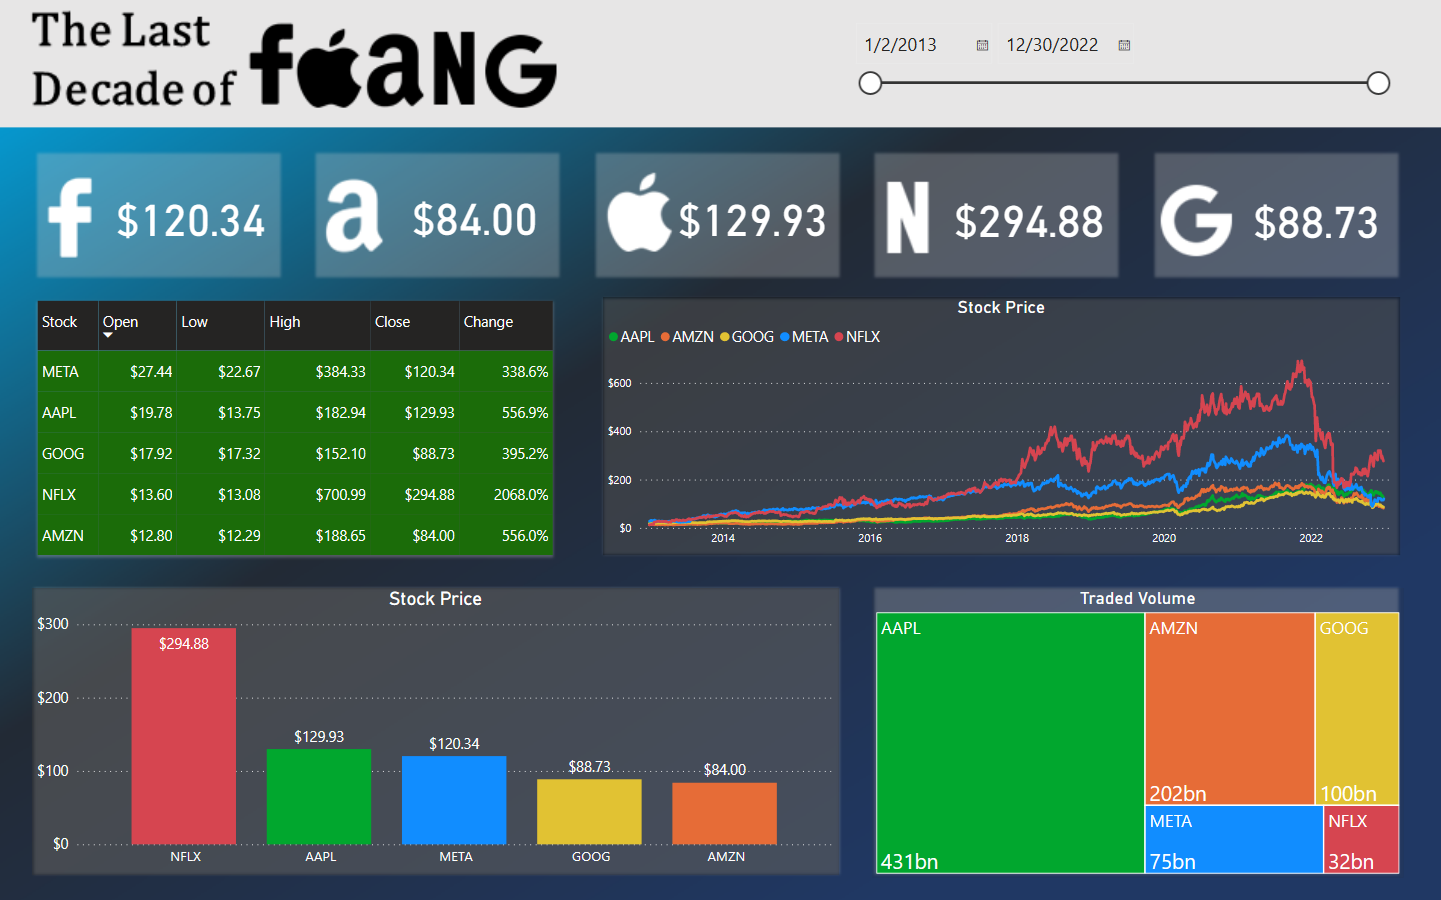 The Last
Decade of faANG
1/2/2013 12/30/2022
f $120.34 a $84.00 $129.93 N $294.88 G $88.73
Stock Open Low High Close Change
META $27.44 $22.67 $384.33 $120.34 338.6%
AAPL $19.78 $13.75 $182.94 $129.93 556.9%
GOOG $17.92 $17.32 $152.10 $88.73 395.2%
NFLX $13.60 $13.08 $700.99 $294.88 2068.0%
AMZN $12.80 $12.29 $188.65 $84.00 556.0%
Stock Price
AAPL AMZN GOOG META NFLX
$600
$400
$200
$0
2014 2016 2018 2020 2022
Stock Price
$300
$200
$100
$0
$294.88
$129.93
$120.34
$88.73
$84.00
NFLX AAPL META GOOG AMZN
Traded Volume
AAPL
431bn
AMZN
202bn
GOOG
100bn
META
75bn
NFLX
32bn